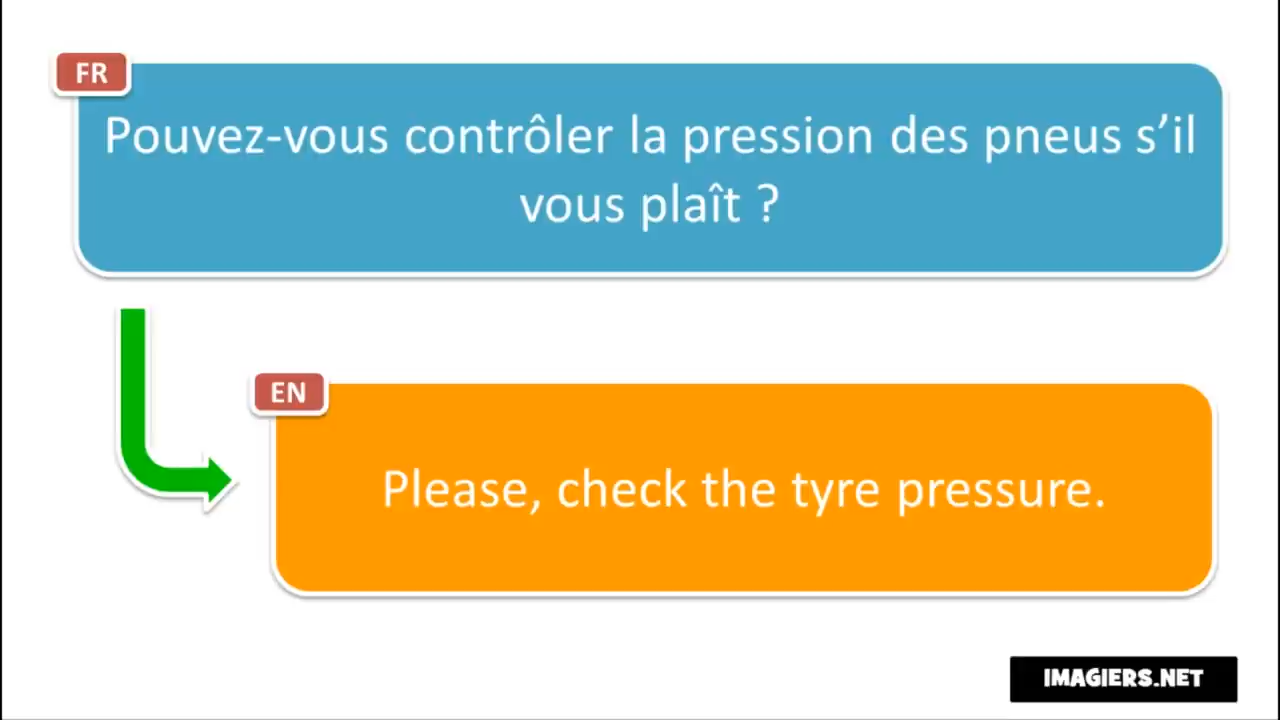 FR
Pouvez-vous contrôler la pression des pneus s’il
vous plaît ?
EN
Please, check the tyre pressure.
IMAGIERS.NET